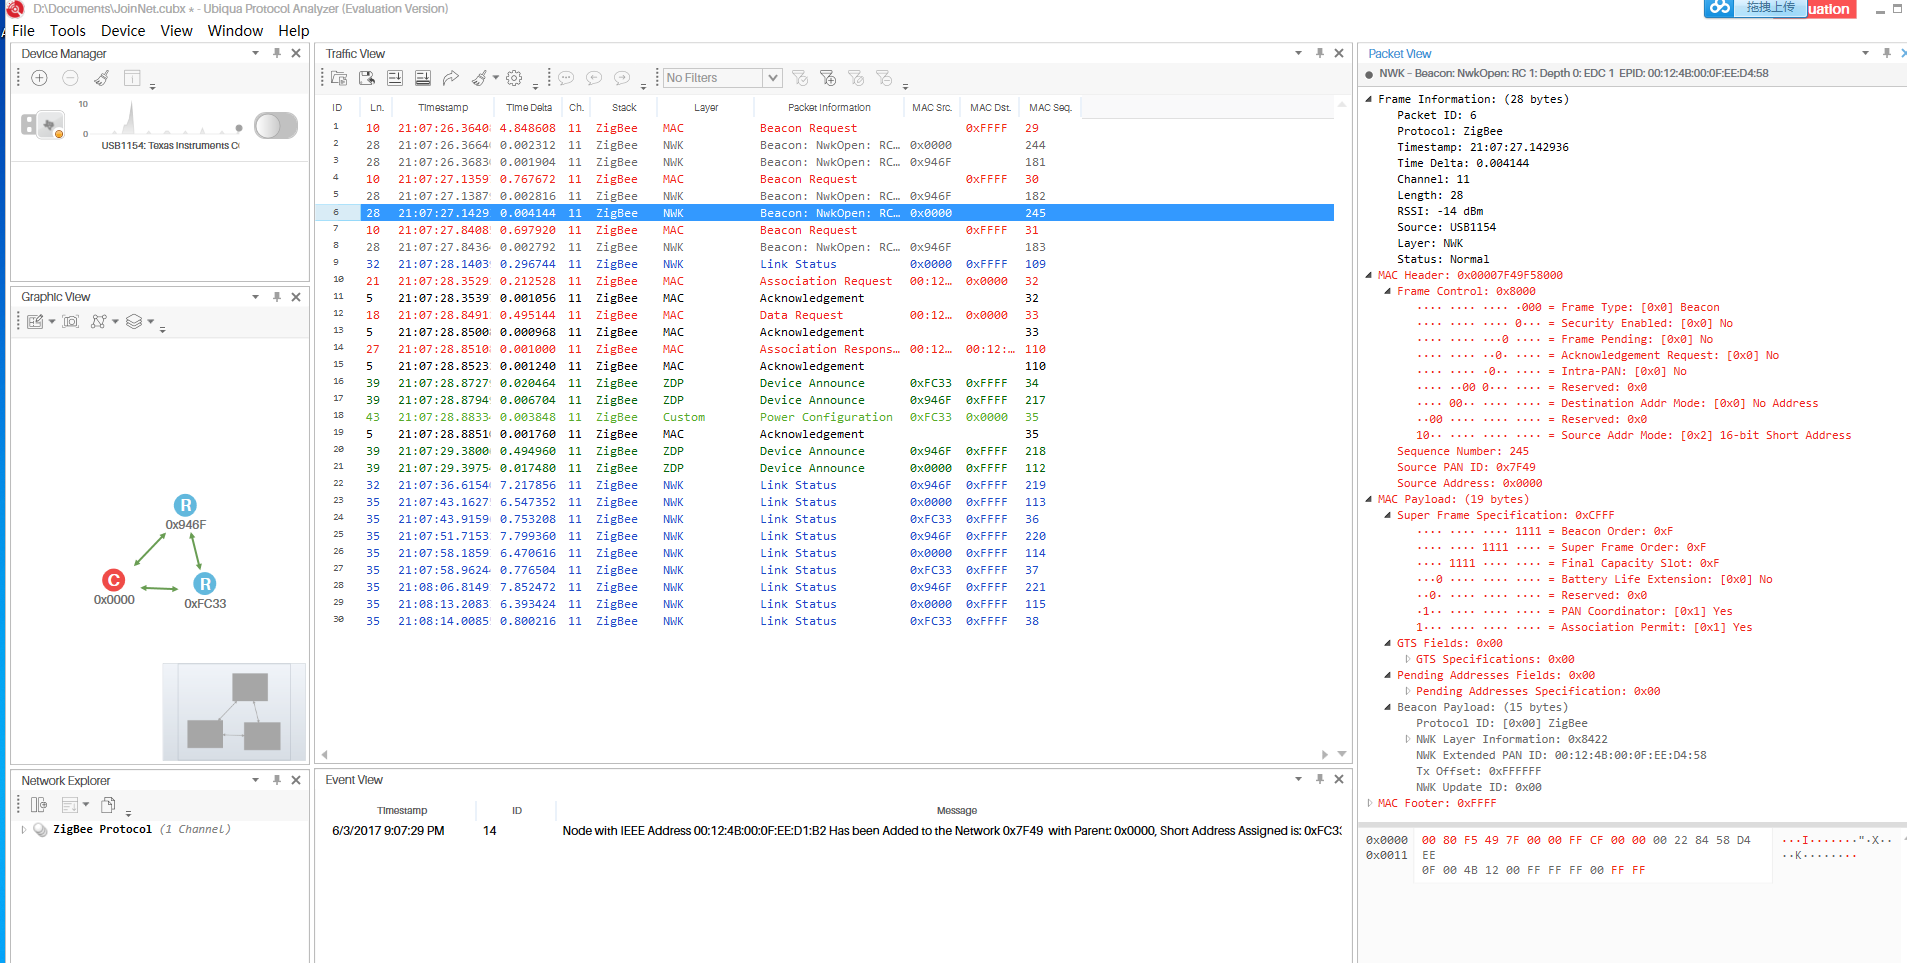 D:\Documents\JoinNet.cubx * - Ubiqua Protocol Analyzer (Evaluation Version)
拖拽上传
uation
File Tools Device View Window Help
Device Manager
10
0
USB1154: Texas Instruments C
Graphic View
R
0x946F
C
0x0000
R
0xFC33
Network Explorer
ZigBee Protocol (1 Channel)
Traffic View
No Filters
ID Ln. Timestamp Time Delta Ch. Stack Layer Packet Information MAC Src. MAC Dst. MAC Seq.
1 10 21:07:26.3640 4.848608 11 ZigBee MAC Beacon Request 0xFFFF 29
2 28 21:07:26.3664 0.002312 11 ZigBee NWK Beacon: NwkOpen: RC… 0x0000 244
3 28 21:07:26.3683 0.001904 11 ZigBee NWK Beacon: NwkOpen: RC… 0x946F 181
4 10 21:07:27.1359 0.767672 11 ZigBee MAC Beacon Request 0xFFFF 30
5 28 21:07:27.1387 0.002816 11 ZigBee NWK Beacon: NwkOpen: RC… 0x946F 182
6 28 21:07:27.1429 0.004144 11 ZigBee NWK Beacon: NwkOpen: RC… 0x0000 245
7 10 21:07:27.8408 0.697920 11 ZigBee MAC Beacon Request 0xFFFF 31
8 28 21:07:27.8436 0.002792 11 ZigBee NWK Beacon: NwkOpen: RC… 0x946F 183
9 32 21:07:28.1403 0.296744 11 ZigBee NWK Link Status 0x0000 0xFFFF 109
10 21 21:07:28.3529 0.212528 11 ZigBee MAC Association Request 00:12… 0x0000 32
11 5 21:07:28.3539 0.001056 11 ZigBee MAC Acknowledgement 32
12 18 21:07:28.8491 0.495144 11 ZigBee MAC Data Request 00:12… 0x0000 33
13 5 21:07:28.8500 0.000968 11 ZigBee MAC Acknowledgement 33
14 27 21:07:28.8510 0.001000 11 ZigBee MAC Association Respons… 00:12… 00:12:… 110
15 5 21:07:28.8523 0.001240 11 ZigBee MAC Acknowledgement 110
16 39 21:07:28.8727 0.020464 11 ZigBee ZDP Device Announce 0xFC33 0xFFFF 34
17 39 21:07:28.8794 0.006704 11 ZigBee ZDP Device Announce 0x946F 0xFFFF 217
18 43 21:07:28.8833 0.003848 11 ZigBee Custom Power Configuration 0xFC33 0x0000 35
19 5 21:07:28.8851 0.001760 11 ZigBee MAC Acknowledgement 35
20 39 21:07:29.3800 0.494960 11 ZigBee ZDP Device Announce 0x946F 0xFFFF 218
21 39 21:07:29.3975 0.017480 11 ZigBee ZDP Device Announce 0x0000 0xFFFF 112
22 32 21:07:36.6154 7.217856 11 ZigBee NWK Link Status 0x946F 0xFFFF 219
23 35 21:07:43.1627 6.547352 11 ZigBee NWK Link Status 0x0000 0xFFFF 113
24 35 21:07:43.9159 0.753208 11 ZigBee NWK Link Status 0xFC33 0xFFFF 36
25 35 21:07:51.7153 7.799360 11 ZigBee NWK Link Status 0x946F 0xFFFF 220
26 35 21:07:58.1859 6.470616 11 ZigBee NWK Link Status 0x0000 0xFFFF 114
27 35 21:07:58.9624 0.776504 11 ZigBee NWK Link Status 0xFC33 0xFFFF 37
28 35 21:08:06.8149 7.852472 11 ZigBee NWK Link Status 0x946F 0xFFFF 221
29 35 21:08:13.2083 6.393424 11 ZigBee NWK Link Status 0x0000 0xFFFF 115
30 35 21:08:14.0085 0.800216 11 ZigBee NWK Link Status 0xFC33 0xFFFF 38
Event View
Timestamp ID Message
6/3/2017 9:07:29 PM 14 Node with IEEE Address 00:12:4B:00:0F:EE:D1:B2 Has been Added to the Network 0x7F49 with Parent: 0x0000, Short Address Assigned is: 0xFC33
Packet View
NWK - Beacon: NwkOpen: RC 1: Depth 0: EDC 1 EPID: 00:12:4B:00:0F:EE:D4:58
Frame Information: (28 bytes)
Packet ID: 6
Protocol: ZigBee
Timestamp: 21:07:27.142936
Time Delta: 0.004144
Channel: 11
Length: 28
RSSI: -14 dBm
Source: USB1154
Layer: NWK
Status: Normal
MAC Header: 0x00007F49F58000
Frame Control: 0x8000
···· ···· ···· ·000 = Frame Type: [0x0] Beacon
···· ···· ···· 0··· = Security Enabled: [0x0] No
···· ···· ···0 ···· = Frame Pending: [0x0] No
···· ···· ··0· ···· = Acknowledgement Request: [0x0] No
···· ···· ·0·· ···· = Intra-PAN: [0x0] No
···· ··00 0··· ···· = Reserved: 0x0
···· 00·· ···· ···· = Destination Addr Mode: [0x0] No Address
··00 ···· ···· ···· = Reserved: 0x0
10·· ···· ···· ···· = Source Addr Mode: [0x2] 16-bit Short Address
Sequence Number: 245
Source PAN ID: 0x7F49
Source Address: 0x0000
MAC Payload: (19 bytes)
Super Frame Specification: 0xCFFF
···· ···· ···· 1111 = Beacon Order: 0xF
···· ···· 1111 ···· = Super Frame Order: 0xF
···· 1111 ···· ···· = Final Capacity Slot: 0xF
···0 ···· ···· ···· = Battery Life Extension: [0x0] No
··0· ···· ···· ···· = Reserved: 0x0
·1·· ···· ···· ···· = PAN Coordinator: [0x1] Yes
1··· ···· ···· ···· = Association Permit: [0x1] Yes
GTS Fields: 0x00
GTS Specifications: 0x00
Pending Addresses Fields: 0x00
Pending Addresses Specification: 0x00
Beacon Payload: (15 bytes)
Protocol ID: [0x00] ZigBee
NWK Layer Information: 0x8422
NWK Extended PAN ID: 00:12:4B:00:0F:EE:D4:58
Tx Offset: 0xFFFFFF
NWK Update ID: 0x00
MAC Footer: 0xFFFF
0x0000 00 80 F5 49 7F 00 00 FF CF 00 00 00 22 84 58 D4 ···I·······"·X··
0x0011 EE ··K········
0F 00 4B 12 00 FF FF FF 00 FF FF